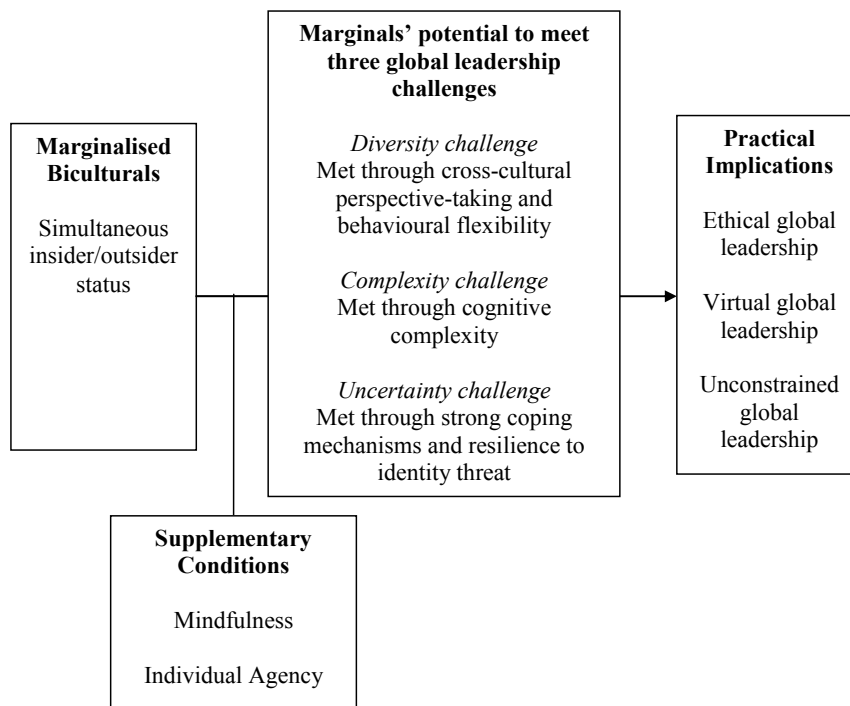 Marginalised
Biculturals
Simultaneous
insider/outsider
status
Marginals’ potential to meet
three global leadership
challenges
Diversity challenge
Met through cross-cultural
perspective-taking and
behavioural flexibility
Complexity challenge
Met through cognitive
complexity
Uncertainty challenge
Met through strong coping
mechanisms and resilience to
identity threat
Practical
Implications
Ethical global
leadership
Virtual global
leadership
Unconstrained
global
leadership
Supplementary
Conditions
Mindfulness
Individual Agency